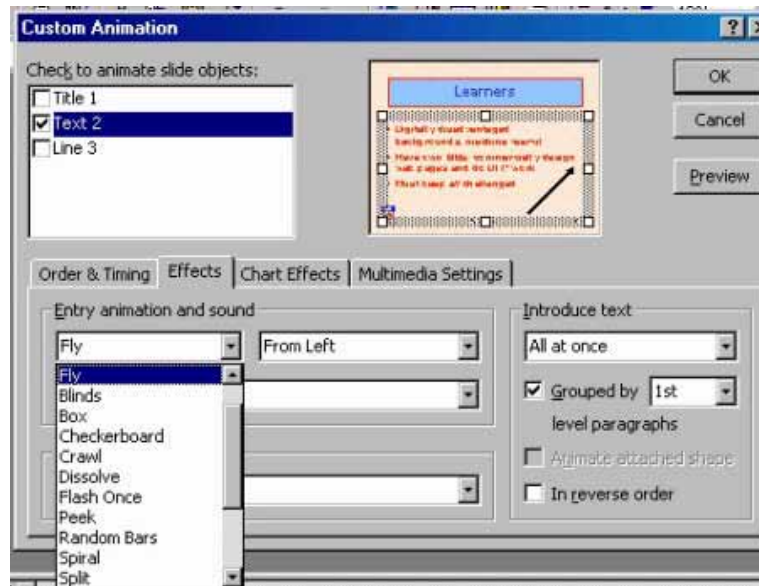 Custom Animation
Check to animate slide objects:
Title 1
Text 2
Line 3
Learners
OK
Cancel
Preview
Order & Timing
Effects
Chart Effects
Multimedia Settings
Entry animation and sound
Fly
From Left
Fly
Blinds
Box
Checkerboard
Crawl
Dissolve
Flash Once
Peek
Random Bars
Spiral
Split
Introduce text
All at once
Grouped by 1st
level paragraphs
Animate attached shape
In reverse order